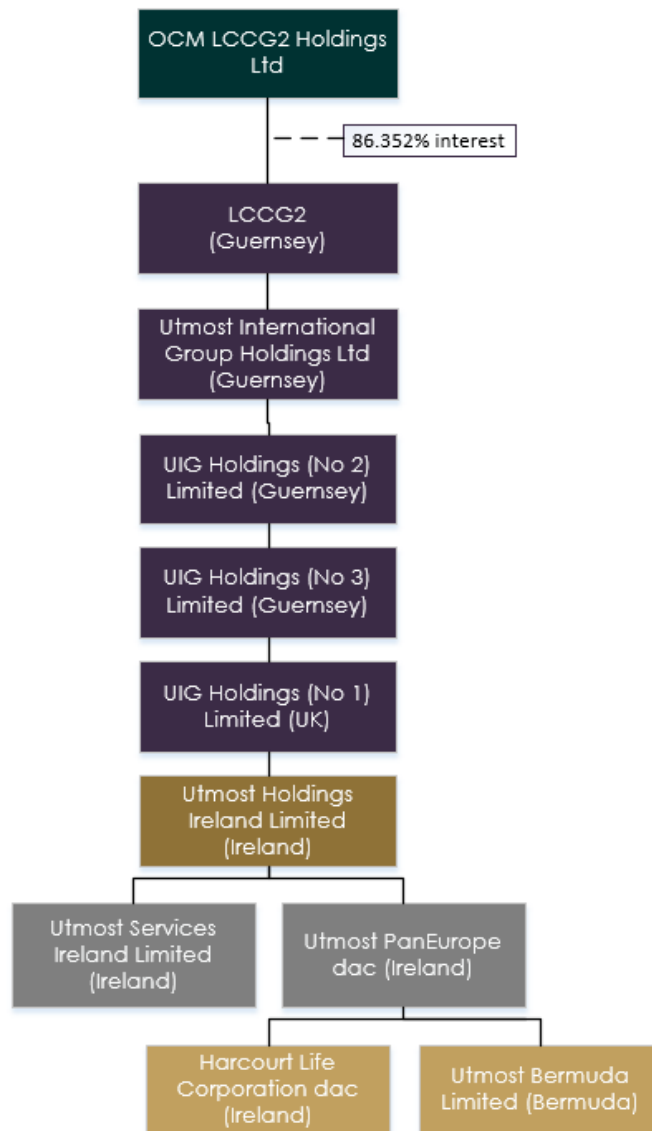 OCM LCCG2 Holdings
Ltd
86.352% interest
LCCG2
(Guernsey)
Utmost International
Group Holdings Ltd
(Guernsey)
UIG Holdings (No 2)
Limited (Guernsey)
UIG Holdings (No 3)
Limited (Guernsey)
UIG Holdings (No 1)
Limited (UK)
Utmost Holdings
Ireland Limited
(Ireland)
Utmost Services
Ireland Limited
(Ireland)
Utmost PanEurope
dac (Ireland)
Harcourt Life
Corporation dac
(Ireland)
Utmost Bermuda
Limited (Bermuda)